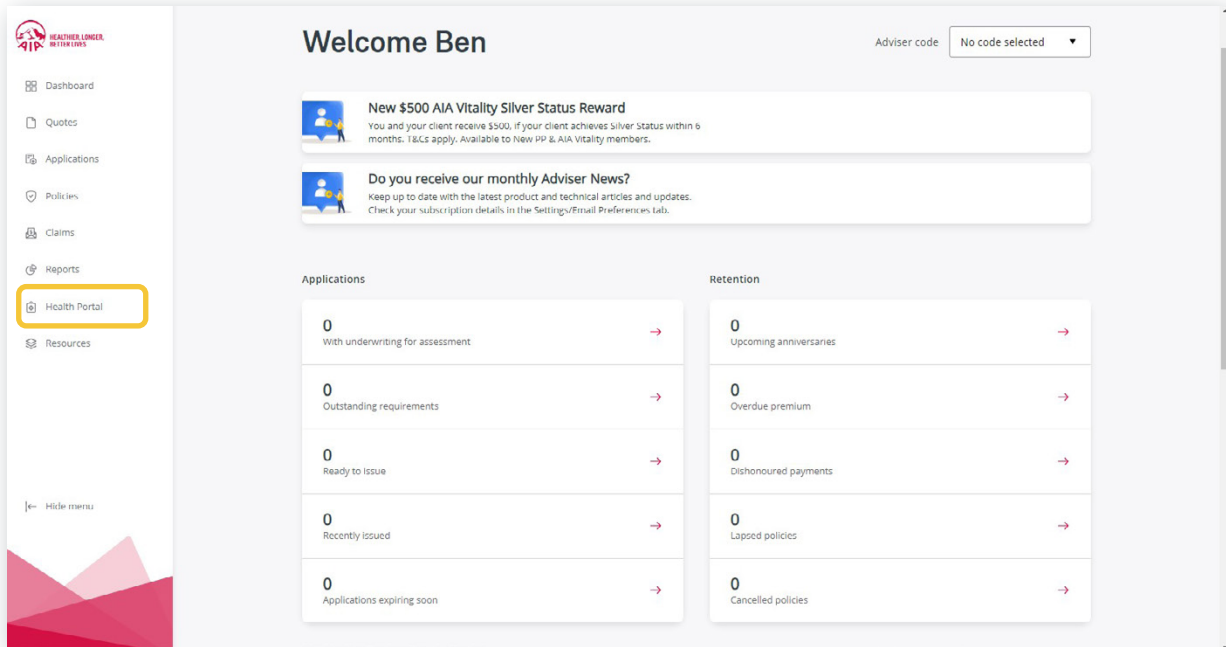 AIA
HEALTHIER, LONGER,
BETTER LIVES
Dashboard
Quotes
Applications
Policies
Claims
Reports
Health Portal
Resources
Hide menu
Welcome Ben
Adviser code
No code selected
New $500 AIA Vitality Silver Status Reward
You and your client receive $500, if your client achieves Silver Status within 6
months. T&Cs apply. Available to New PP & AIA Vitality members.
Do you receive our monthly Adviser News?
Keep up to date with the latest product and technical articles and updates.
Check your subscription details in the Settings/Email Preferences tab.
Applications
0
With underwriting for assessment
0
Outstanding requirements
0
Ready to issue
0
Recently issued
0
Applications expiring soon
Retention
0
Upcoming anniversaries
0
Overdue premium
0
Dishonoured payments
0
Lapsed policies
0
Cancelled policies